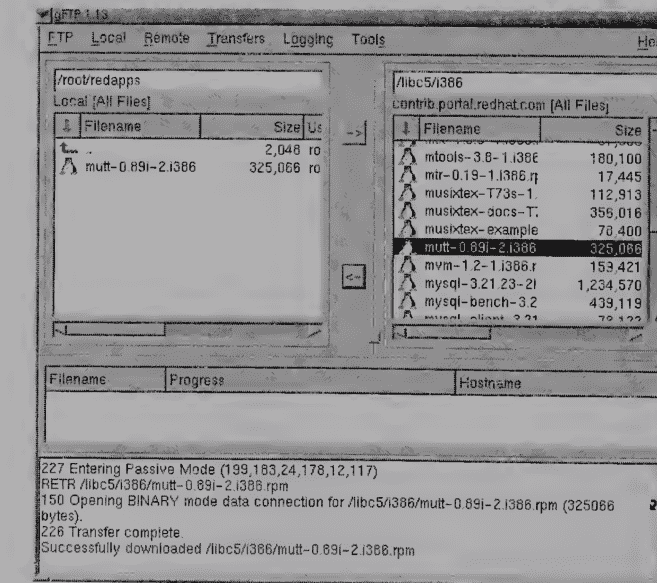 gFTP 1.13
FTP Local Remote Transfers Logging Tools
/root/redapps
Local [All Files]
Filename Size
.. 2,048 ro
mutt-0.89i-2.i386 325,066 ro
->
<-
/libc5/i386
contrib.portal.redhat.com [All Files]
Filename Size
mtools-3.8-1.i386 180,100
mtr-0.19-1.i386.r 17,445
musixtex-T73s-1. 112,913
musixtex-docs-T 356,016
musixtex-example 78,400
mutt-0.89i-2.i386 325,066
mvm-1.2-1.i386.r 153,421
mysql-3.21.23-2 1,234,570
mysql-bench-3.2 439,119
Filename Progress Hostname
227 Entering Passive Mode (199,183,24,178,12,117)
RETR /libc5/i386/mutt-0.89i-2.i386.rpm
150 Opening BINARY mode data connection for /libc5/i386/mutt-0.89i-2.i386.rpm (325066
bytes).
226 Transfer complete.
Successfully downloaded /libc5/i386/mutt-0.89i-2.i386.rpm